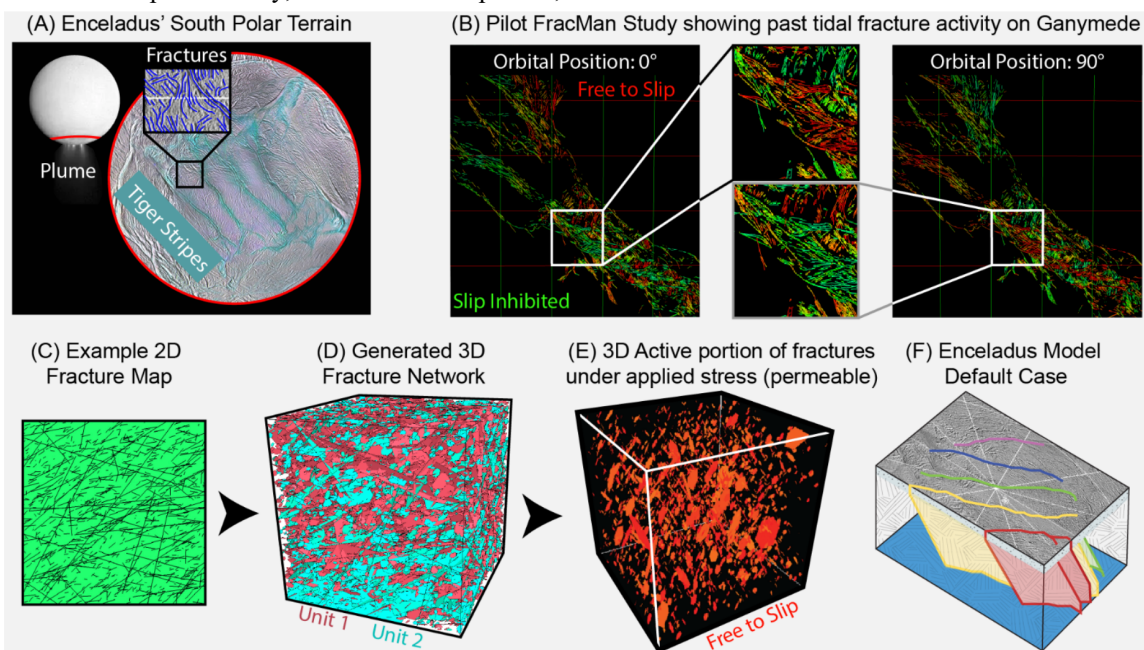 (A) Enceladus' South Polar Terrain
Fractures
Plume
Tiger Stripes
(B) Pilot FracMan Study showing past tidal fracture activity on Ganymede
Orbital Position: 0°
Free to Slip
Slip Inhibited
Orbital Position: 90°
(C) Example 2D
Fracture Map
(D) Generated 3D
Fracture Network
Unit 1
Unit 2
(E) 3D Active portion of fractures
under applied stress (permeable)
Free to Slip
(F) Enceladus Model
Default Case